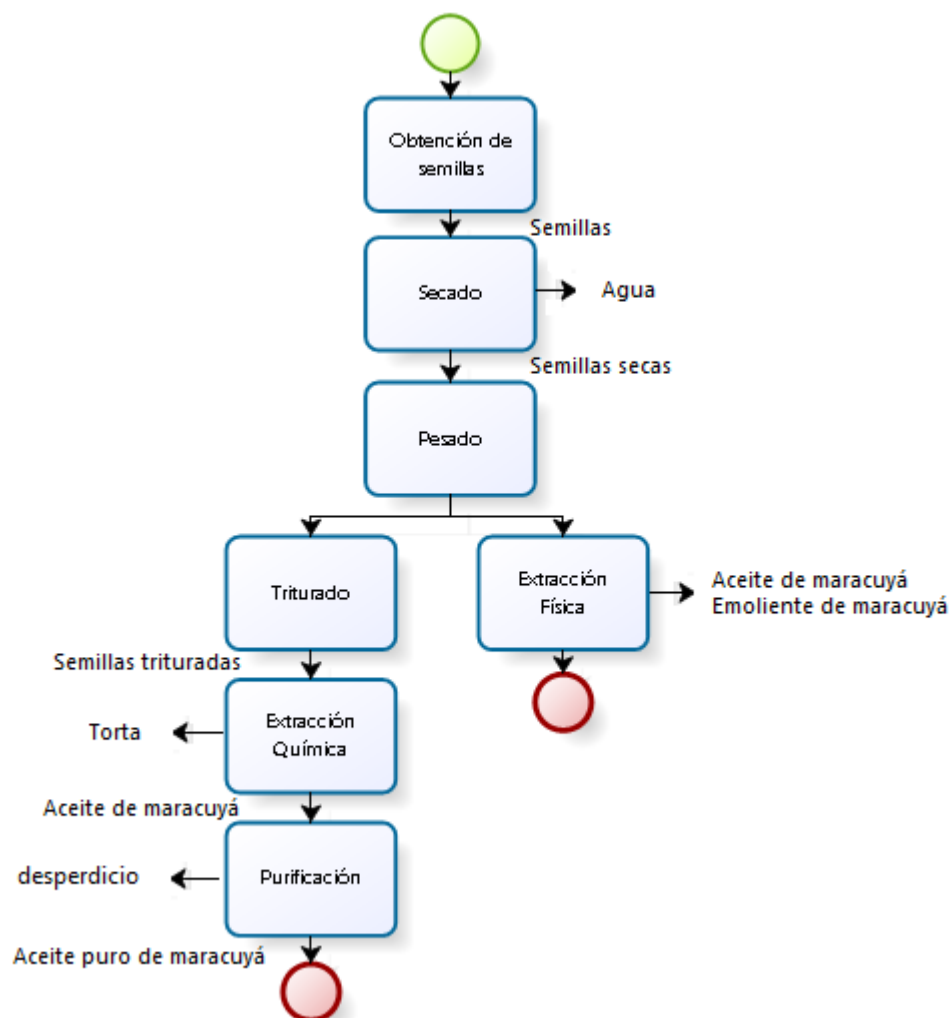 Obtención de
semillas
Semillas
Secado
Agua
Semillas secas
Pesado
Triturado
Extracción
Física
Aceite de maracuyá
Emoliente de maracuyá
Semillas trituradas
Extracción
Química
Torta
Aceite de maracuyá
Purificación
desperdicio
Aceite puro de maracuyá